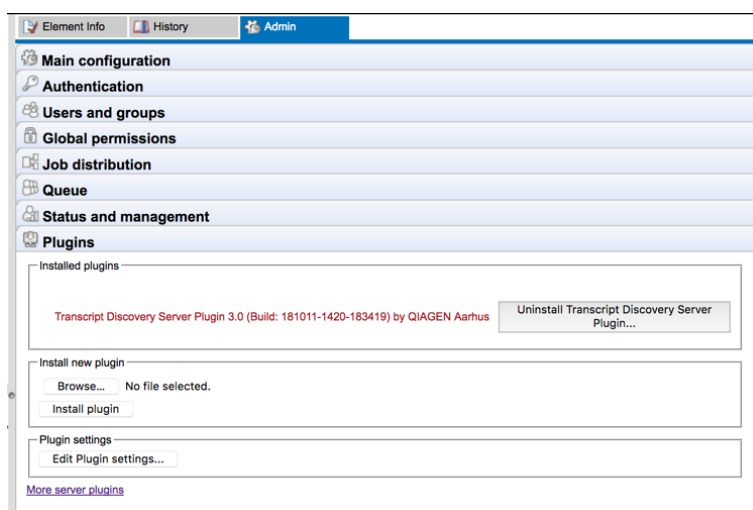 Element Info
History
Admin
Main configuration
Authentication
Users and groups
Global permissions
Job distribution
Queue
Status and management
Plugins
Installed plugins
Transcript Discovery Server Plugin 3.0 (Build: 181011-1420-183419) by QIAGEN Aarhus
Uninstall Transcript Discovery Server
Plugin...
Install new plugin
Browse... No file selected.
Install plugin
Plugin settings
Edit Plugin settings...
More server plugins